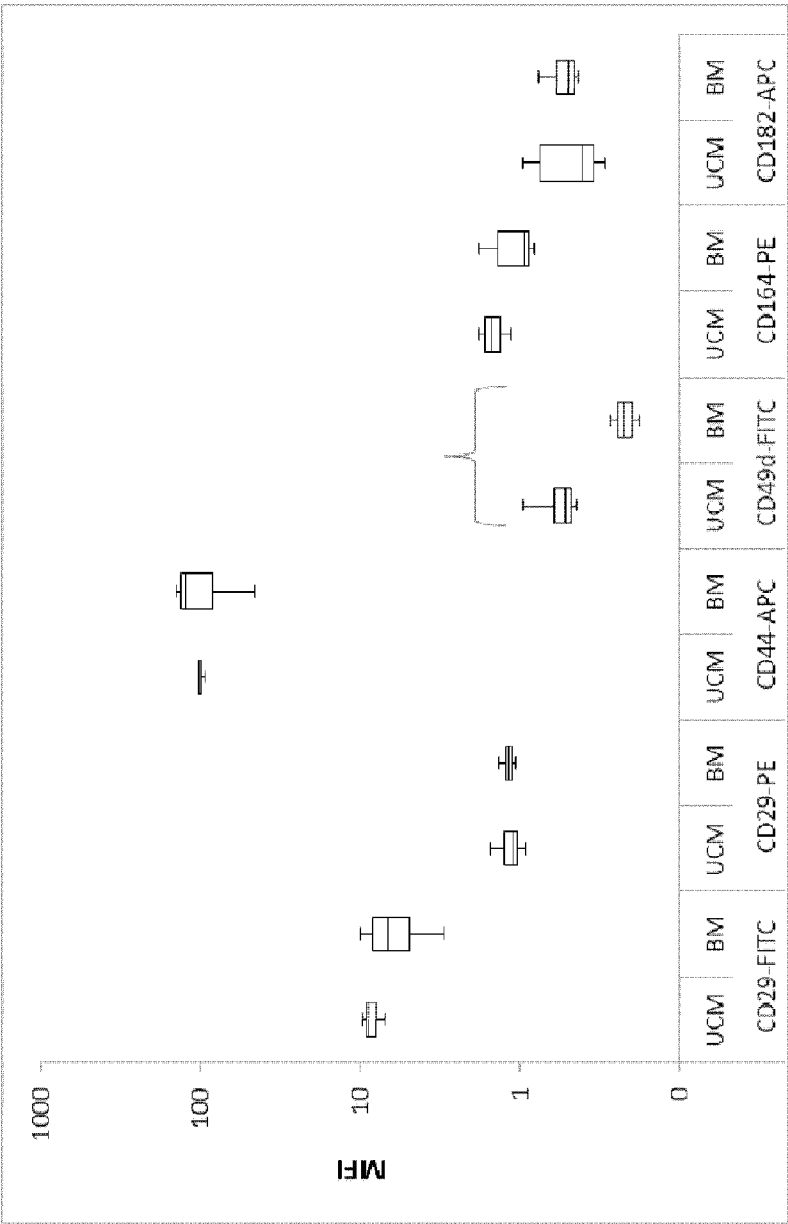 MFI
1000
100
10
1
0
UCM BM UCM BM UCM BM UCM BM UCM BM UCM BM
CD29-FITC CD29-PE CD44-APC CD49d-FITC CD164-PE CD182-APC